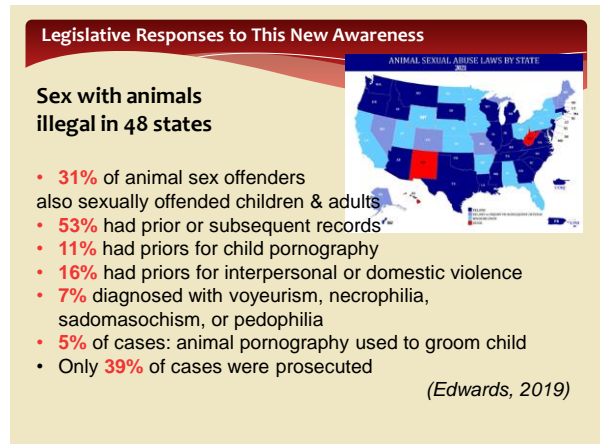 Legislative Responses to This New Awareness
ANIMAL SEXUAL ABUSE LAWS BY STATE
2021
Sex with animals
illegal in 48 states
• 31% of animal sex offenders
also sexually offended children & adults
• 53% had prior or subsequent records
• 11% had priors for child pornography
• 16% had priors for interpersonal or domestic violence
• 7% diagnosed with voyeurism, necrophilia,
sadomasochism, or pedophilia
• 5% of cases: animal pornography used to groom child
• Only 39% of cases were prosecuted
(Edwards, 2019)